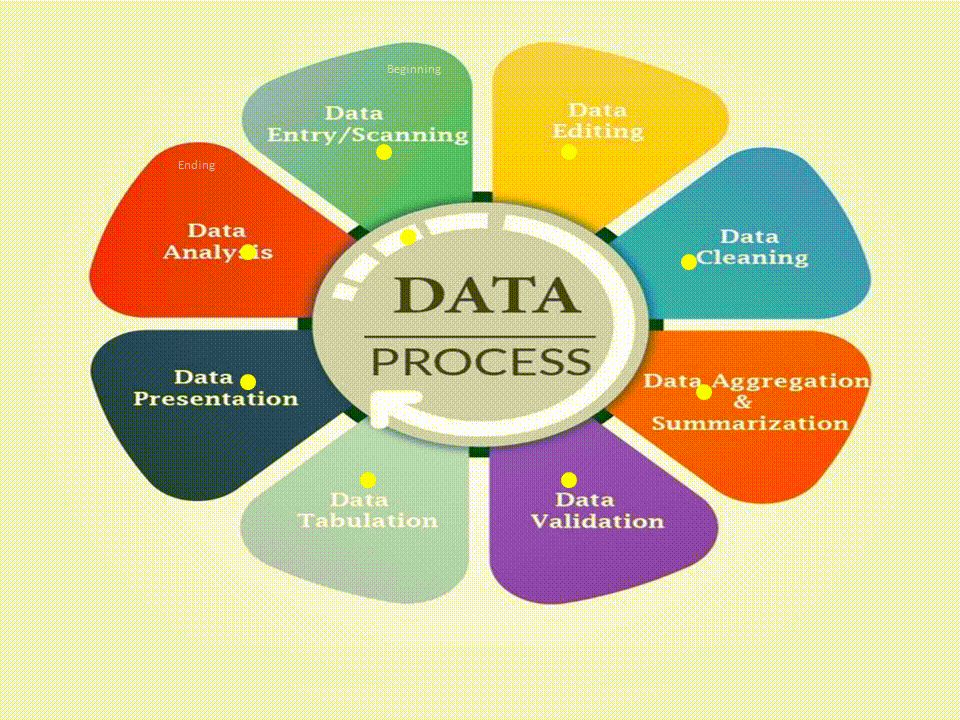 Beginning
Data
Entry/Scanning
Data
Editing
Data
Cleaning
Data Aggregation
&
Summarization
Data
Validation
Data
Tabulation
Data
Presentation
Ending
Data
Analysis
DATA
PROCESS